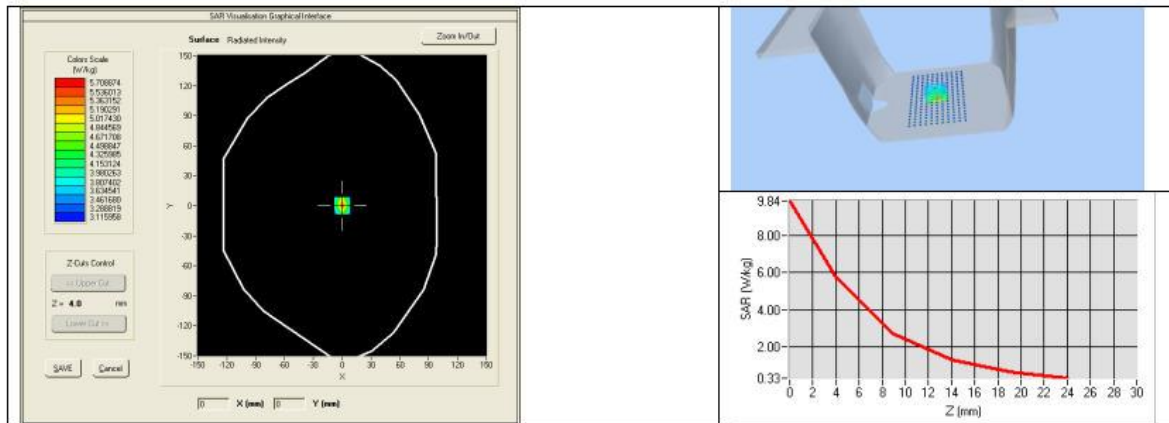 SAR Visualisation Graphical Interface
Surface Radiated Intensity
Zoom In/Out
Colors Scale
(W/kg)
5.708874
5.536013
5.363152
5.190291
5.017430
4.844569
4.671708
4.498847
4.325985
4.153124
3.980263
3.807402
3.634541
3.461680
3.288819
3.115958
Z-Cuts Control
<< Upper Cut
Z = 4.0 mm
Lower Cut >>
SAVE Cancel
150
120
90
60
30
0
-30
-60
-90
-120
-150
Y
-150 -120 -90 -60 -30 0 30 60 90 120 150
X
0 X (mm) 0 Y (mm)
9.84
8.00
6.00
4.00
2.00
0.33
SAR (W/kg)
0 2 4 6 8 10 12 14 16 18 20 22 24 26 28 30
Z (mm)